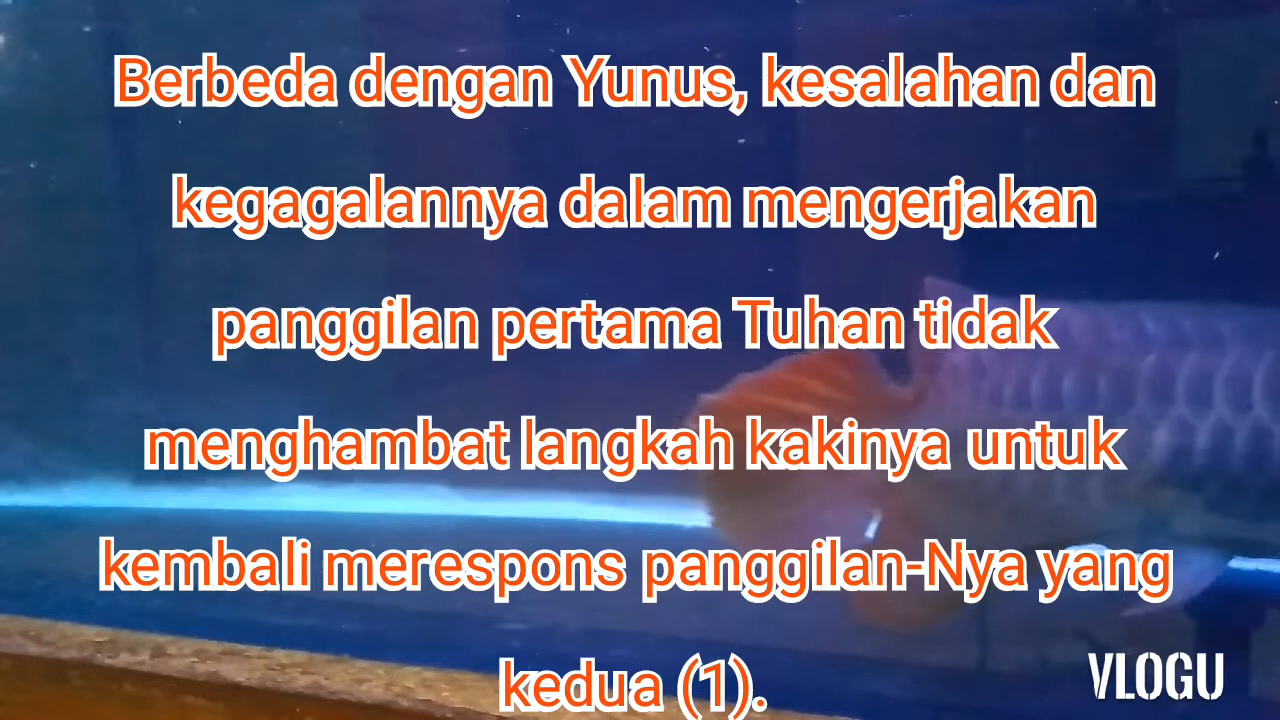 Berbeda dengan Yunus, kesalahan dan
kegagalannya dalam mengerjakan
panggilan pertama Tuhan tidak
menghambat langkah kakinya untuk
kembali merespons panggilan-Nya yang
kedua (1).
VLOGU